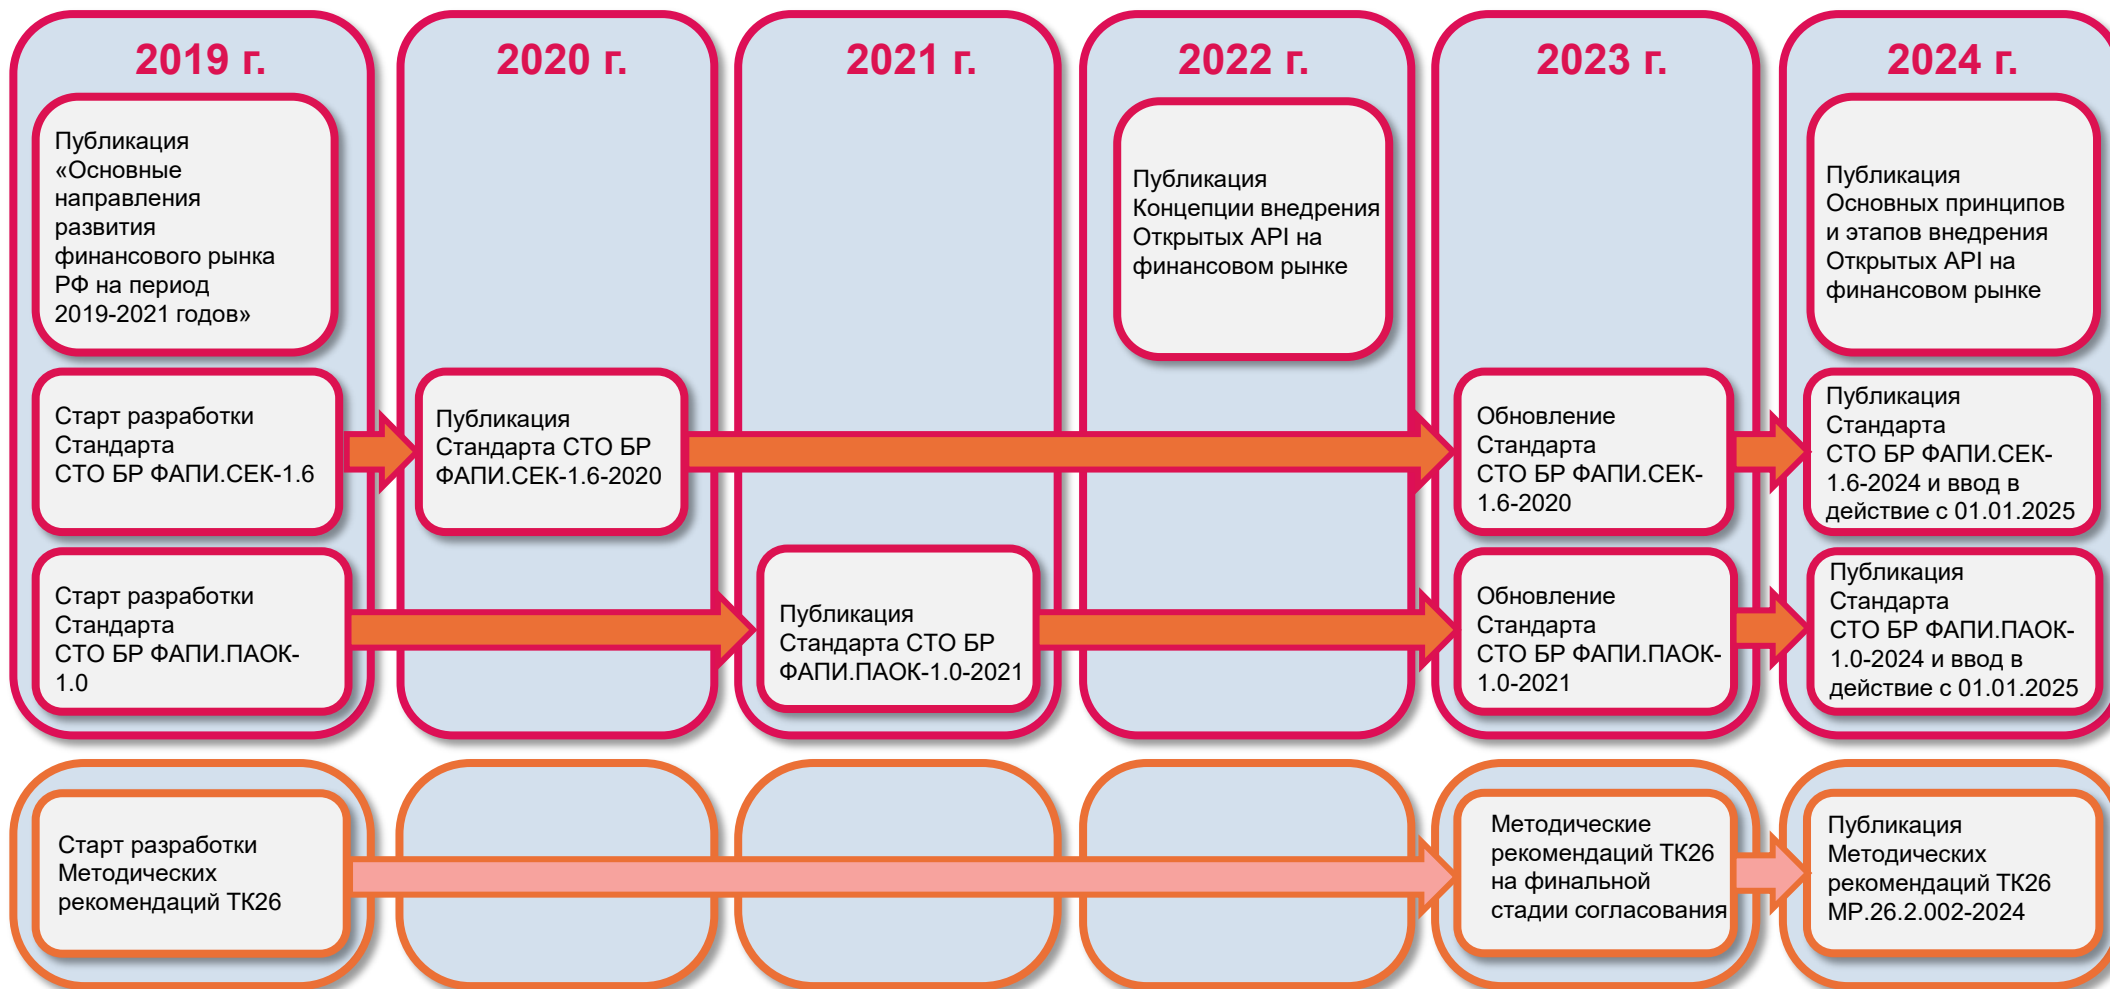 2019 г.
2020 г.
2021 г.
2022 г.
2023 г.
2024 г.
Публикация
«Основные
направления
развития
финансового рынка
РФ на период
2019-2021 годов»
Публикация
Концепции внедрения
Открытых API на
финансовом рынке
Публикация
Основных принципов
и этапов внедрения
Открытых API на
финансовом рынке
Старт разработки
Стандарта
СТО БР ФАПИ.СЕК-1.6
Публикация
Стандарта СТО БР
ФАПИ.СЕК-1.6-2020
Обновление
Стандарта
СТО БР ФАПИ.СЕК-
1.6-2020
Публикация
Стандарта
СТО БР ФАПИ.СЕК-
1.6-2024 и ввод в
действие с 01.01.2025
Старт разработки
Стандарта
СТО БР ФАПИ.ПАОК-
1.0
Публикация
Стандарта СТО БР
ФАПИ.ПАОК-1.0-2021
Обновление
Стандарта
СТО БР ФАПИ.ПАОК-
1.0-2021
Публикация
Стандарта
СТО БР ФАПИ.ПАОК-
1.0-2024 и ввод в
действие с 01.01.2025
Старт разработки
Методических
рекомендаций ТК26
Методические
рекомендаций ТК26
на финальной
стадии согласования
Публикация
Методических
рекомендаций ТК26
МР.26.2.002-2024